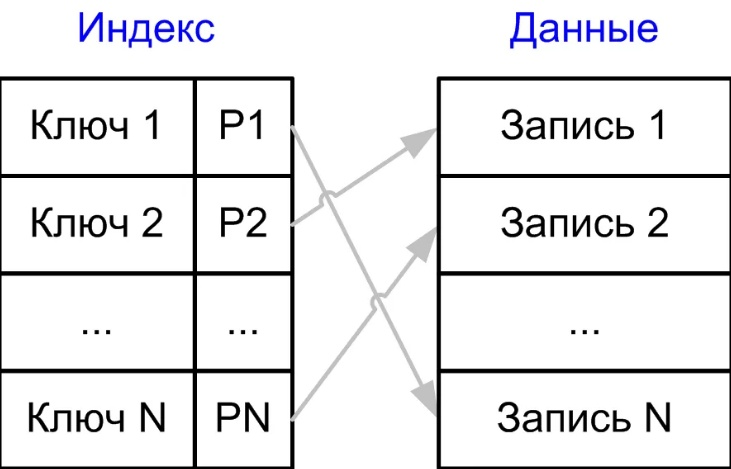 Индекс
Данные
Ключ 1 P1 Запись 1
Ключ 2 P2 Запись 2
... ... ...
Ключ N PN Запись N